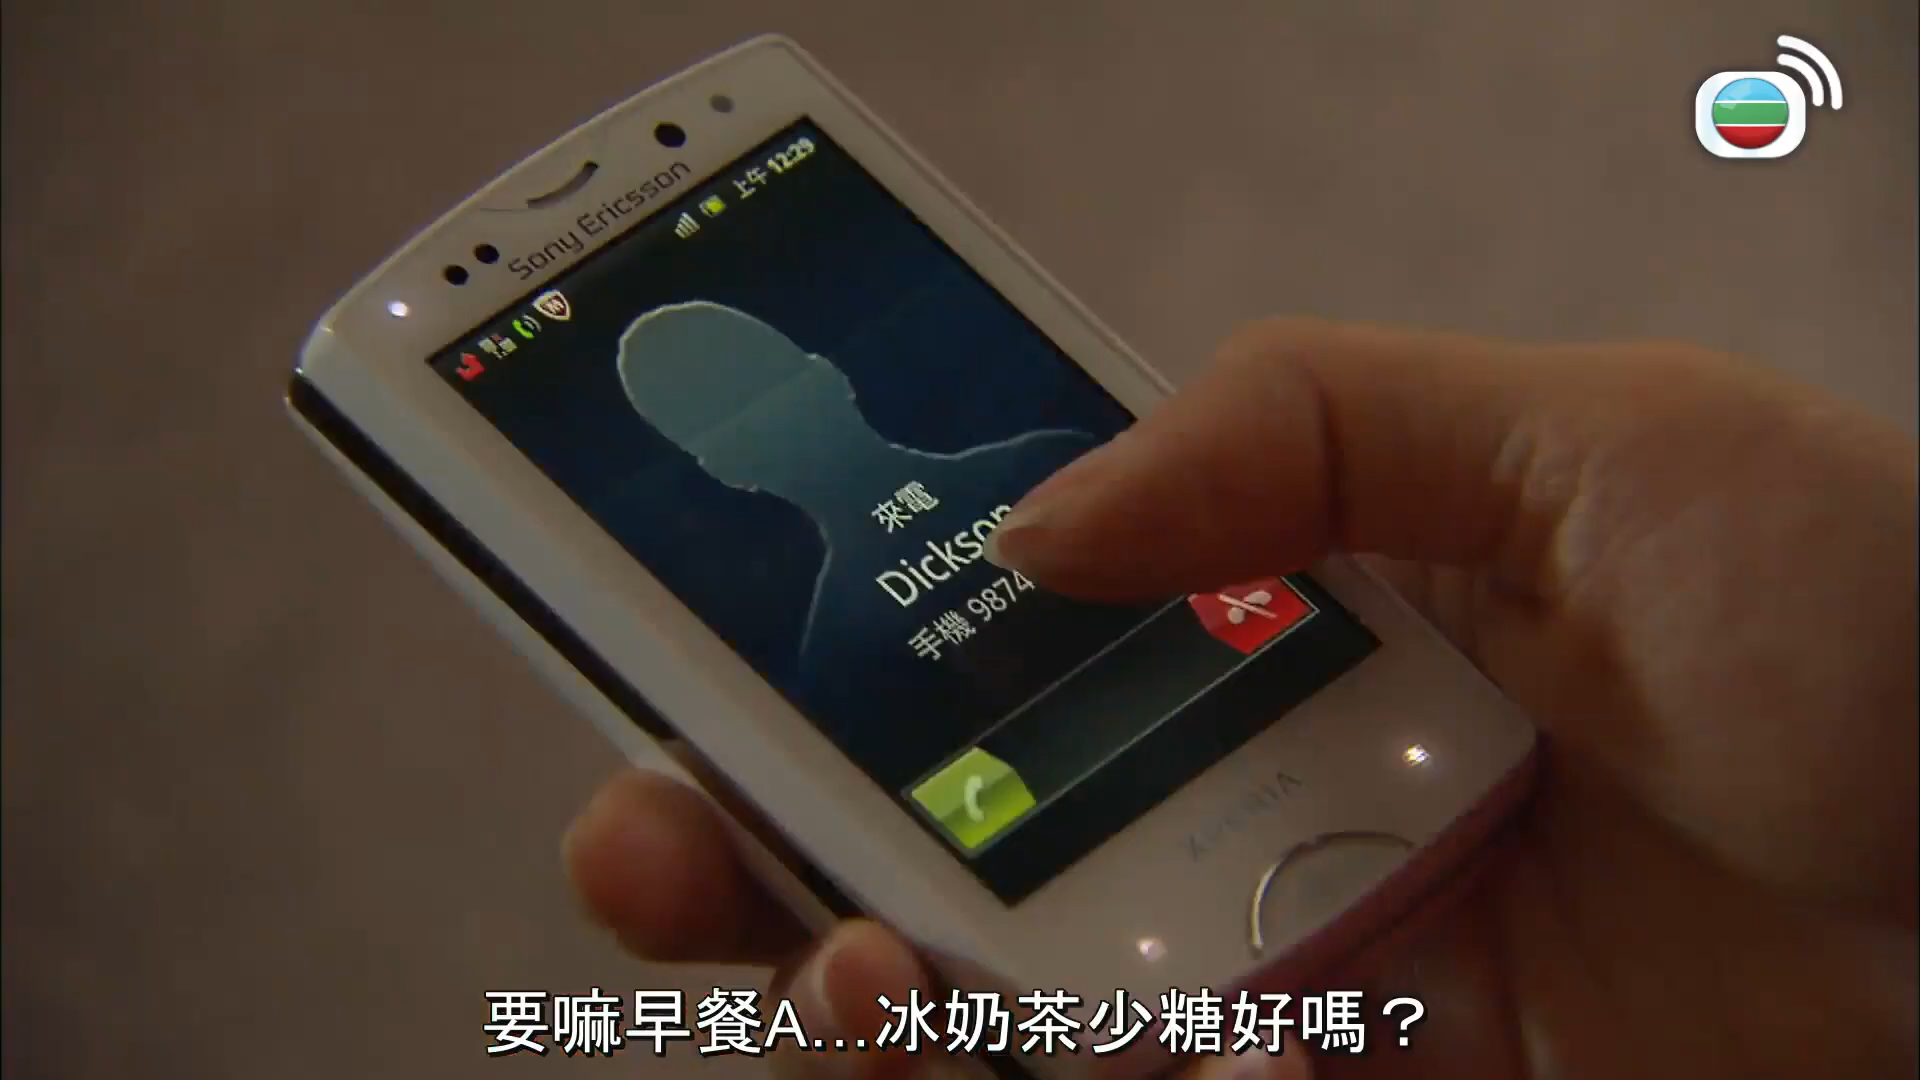 Sony Ericsson
上午 12:29
來電
Dickson
手機 9874
XPERIA
要嘛早餐A...冰奶茶少糖好嗎？